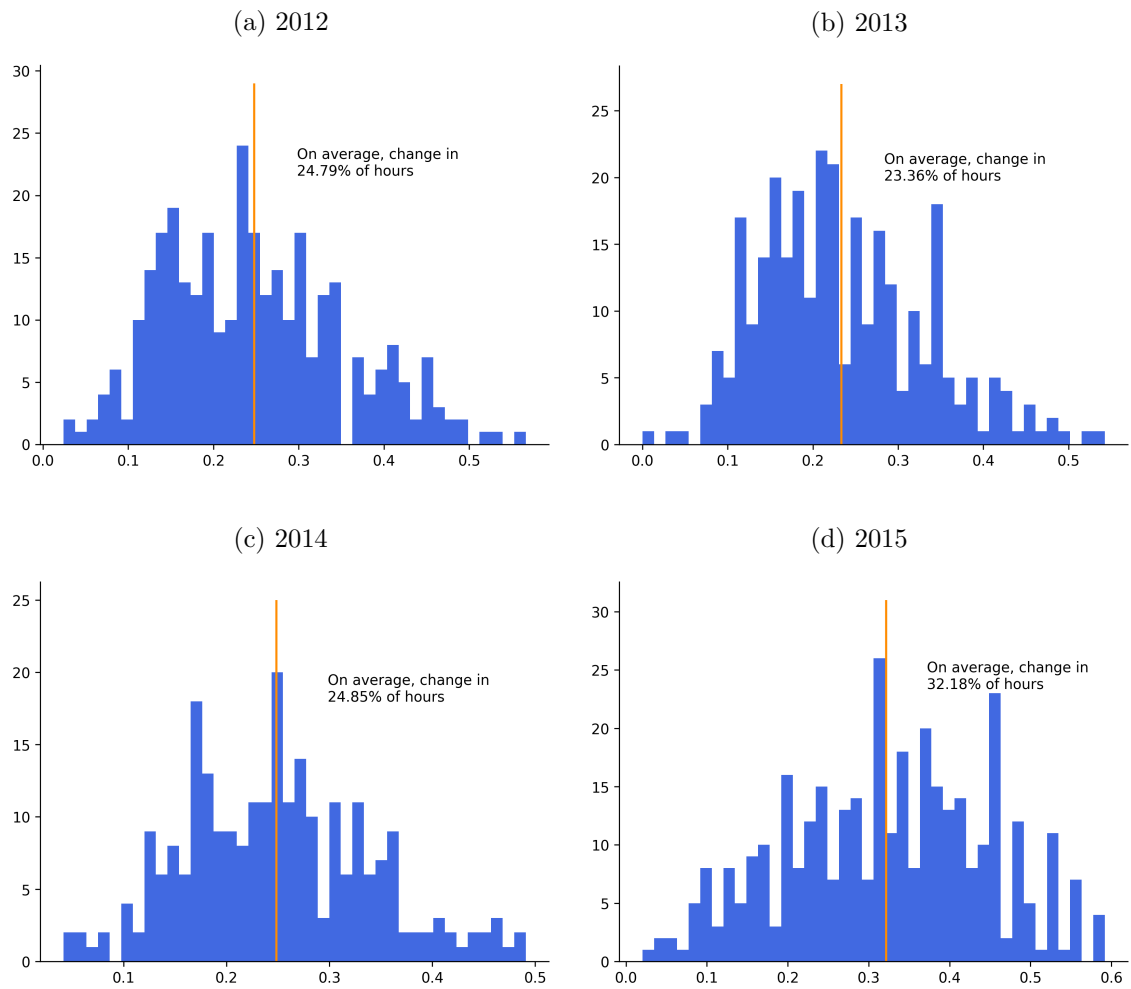 (a) 2012
30
25
20
15
10
5
0
0.0 0.1 0.2 0.3 0.4 0.5
On average, change in
24.79% of hours
(b) 2013
25
20
15
10
5
0
0.0 0.1 0.2 0.3 0.4 0.5
On average, change in
23.36% of hours
(c) 2014
25
20
15
10
5
0
0.1 0.2 0.3 0.4 0.5
On average, change in
24.85% of hours
(d) 2015
30
25
20
15
10
5
0
0.0 0.1 0.2 0.3 0.4 0.5 0.6
On average, change in
32.18% of hours